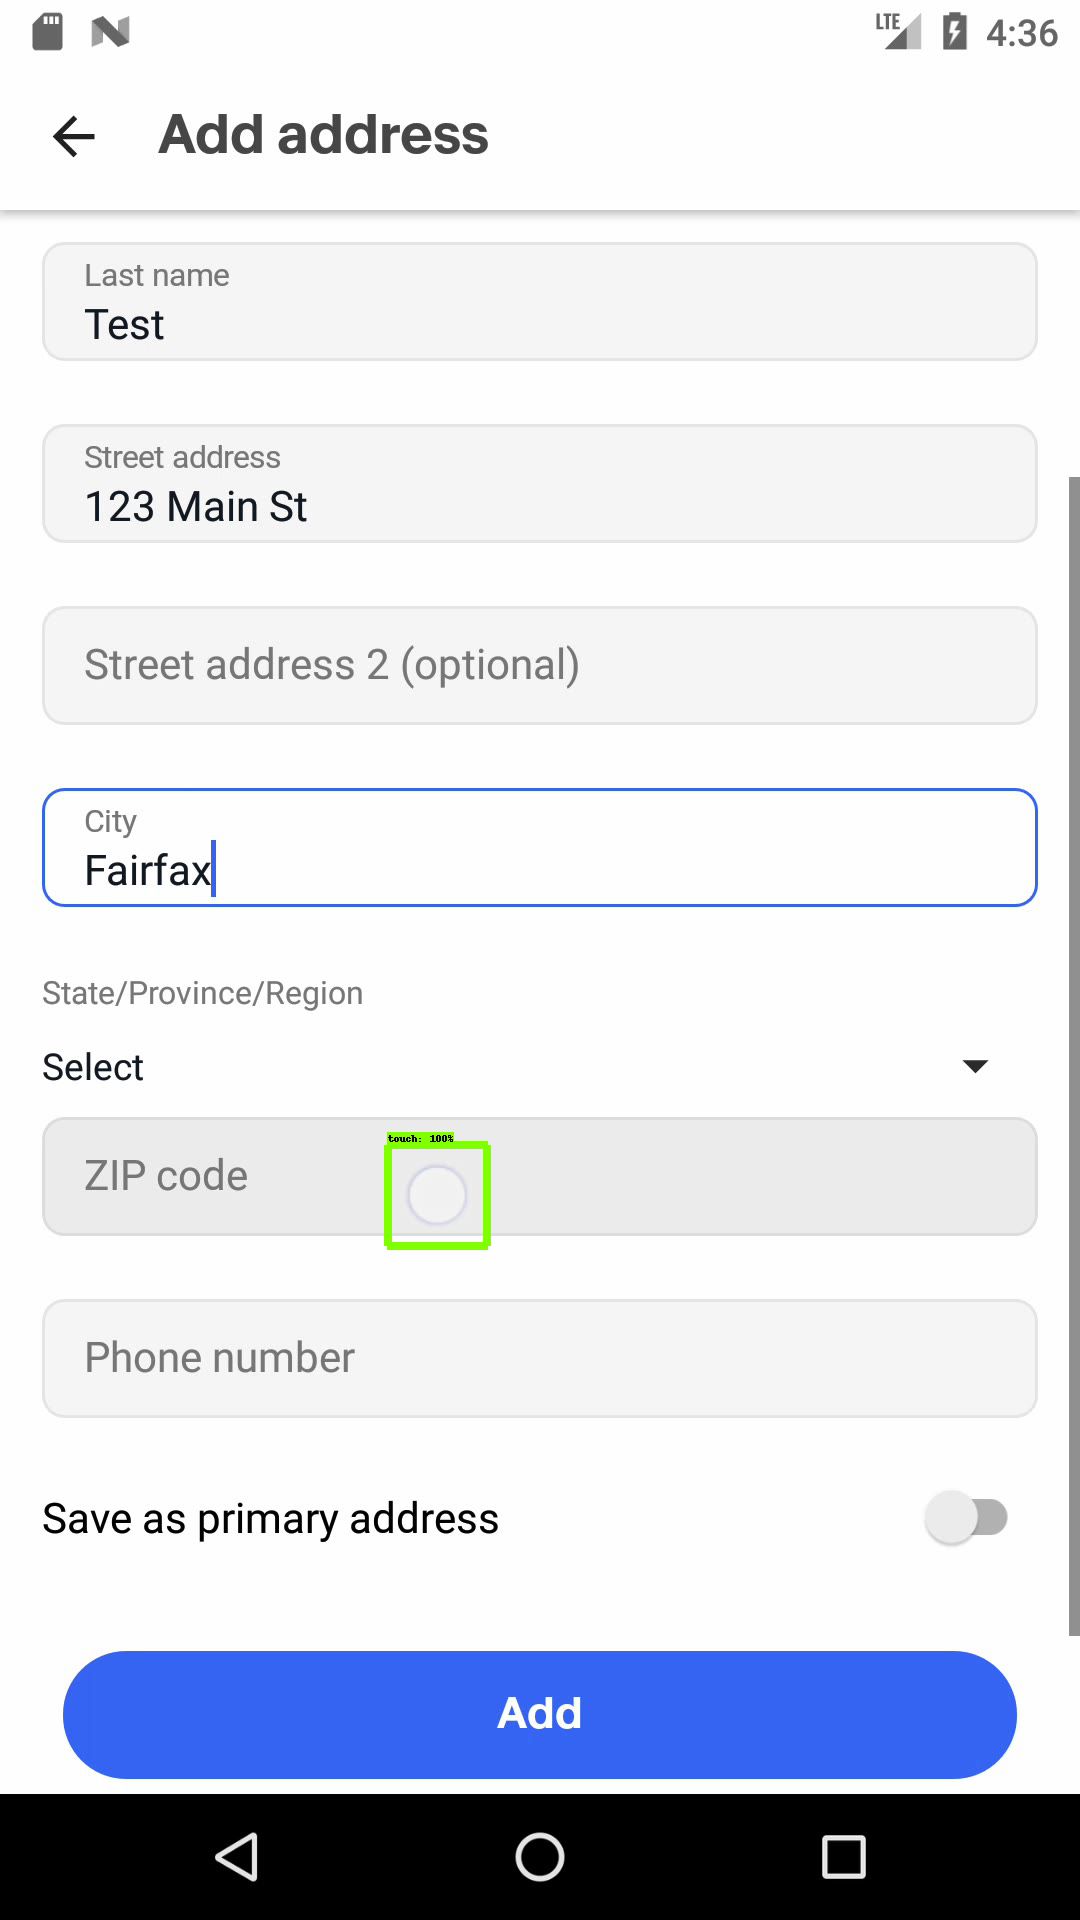 LTE 4:36
Add address
Last name
Test
Street address
123 Main St
Street address 2 (optional)
City
Fairfax
State/Province/Region
Select
touch: 100%
ZIP code
Phone number
Save as primary address
Add